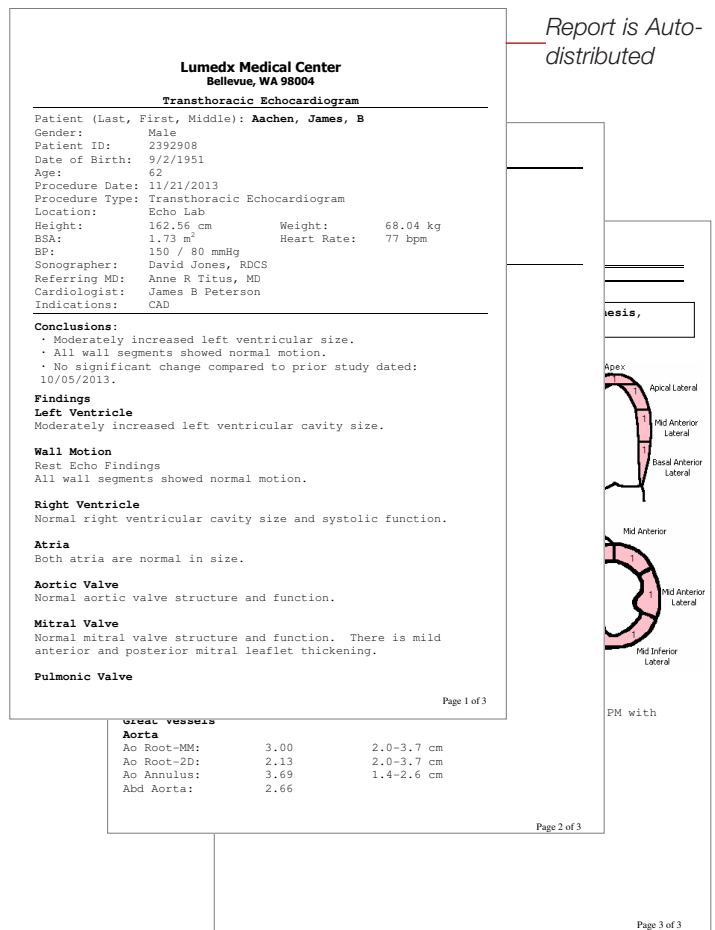 Report is Auto-
distributed
Lumedx Medical Center
Bellevue, WA 98004
Transthoracic Echocardiogram
Patient (Last, First, Middle): Aachen, James, B
Gender: Male
Patient ID: 2392908
Date of Birth: 9/2/1951
Age: 62
Procedure Date: 11/21/2013
Procedure Type: Transthoracic Echocardiogram
Location: Echo Lab
Height: 162.56 cm Weight: 68.04 kg
BSA: 1.73 m² Heart Rate: 77 bpm
BP: 150 / 80 mmHg
Sonographer: David Jones, RDCS
Referring MD: Anne R Titus, MD
Cardiologist: James B Peterson
Indications: CAD
Conclusions:
· Moderately increased left ventricular size.
· All wall segments showed normal motion.
· No significant change compared to prior study dated:
10/05/2013.
Findings
Left Ventricle
Moderately increased left ventricular cavity size.
Wall Motion
Rest Echo Findings
All wall segments showed normal motion.
Right Ventricle
Normal right ventricular cavity size and systolic function.
Atria
Both atria are normal in size.
Aortic Valve
Normal aortic valve structure and function.
Mitral Valve
Normal mitral valve structure and function. There is mild
anterior and posterior mitral leaflet thickening.
Pulmonic Valve
Page 1 of 3
Great Vessels
Aorta
Ao Root-MM: 3.00 2.0-3.7 cm
Ao Root-2D: 2.13 2.0-3.7 cm
Ao Annulus: 3.69 1.4-2.6 cm
Abd Aorta: 2.66
Page 2 of 3
nesis,
Apex
1
1
Apical Lateral
1
Mid Anterior
Lateral
1
Basal Anterior
Lateral
Mid Anterior
1
1
Mid Anterior
Lateral
1
Mid Inferior
Lateral
PM with
Page 3 of 3